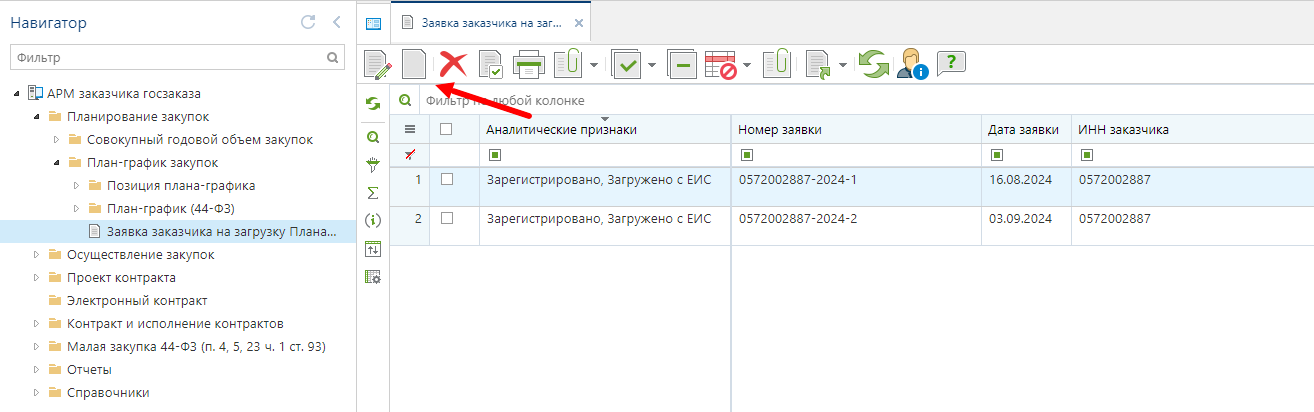 Навигатор
Фильтр
АРМ заказчика госзаказа
Планирование закупок
Совокупный годовой объем закупок
План-график закупок
Позиция плана-графика
План-график (44-ФЗ)
Заявка заказчика на загрузку Плана...
Осуществление закупок
Проект контракта
Электронный контракт
Контракт и исполнение контрактов
Малая закупка 44-ФЗ (п. 4, 5, 23 ч. 1 ст. 93)
Отчеты
Справочники
Заявка заказчика на заг...
Фильтр по любой колонке
Аналитические признаки Номер заявки Дата заявки ИНН заказчика
1 Зарегистрировано, Загружено с ЕИС 0572002887-2024-1 16.08.2024 0572002887
2 Зарегистрировано, Загружено с ЕИС 0572002887-2024-2 03.09.2024 0572002887